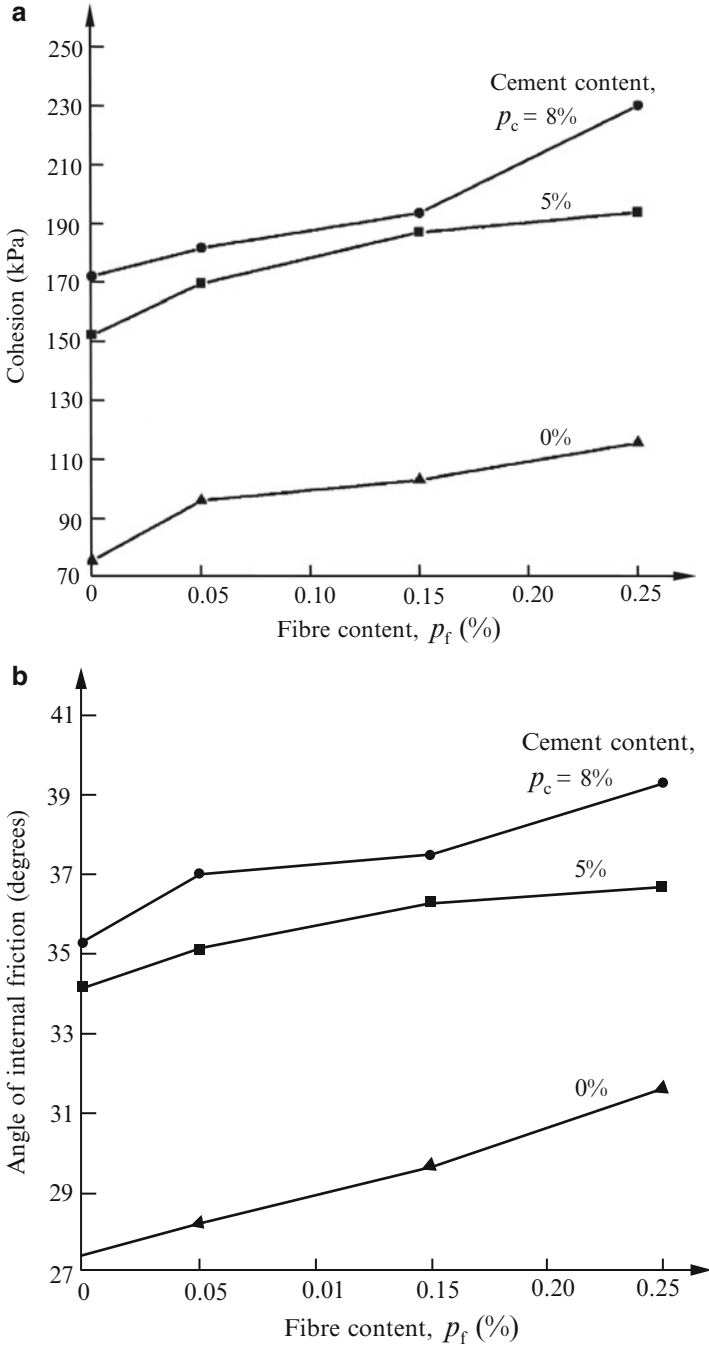 a
250
230
210
190
170
150
130
110
90
70
Cohesion (kPa)
Cement content,
p_c = 8%
5%
0%
0 0.05 0.10 0.15 0.20 0.25
Fibre content, p_f (%)
b
41
39
37
35
33
31
29
27
Angle of internal friction (degrees)
Cement content,
p_c = 8%
5%
0%
0 0.05 0.01 0.15 0.20 0.25
Fibre content, p_f (%)